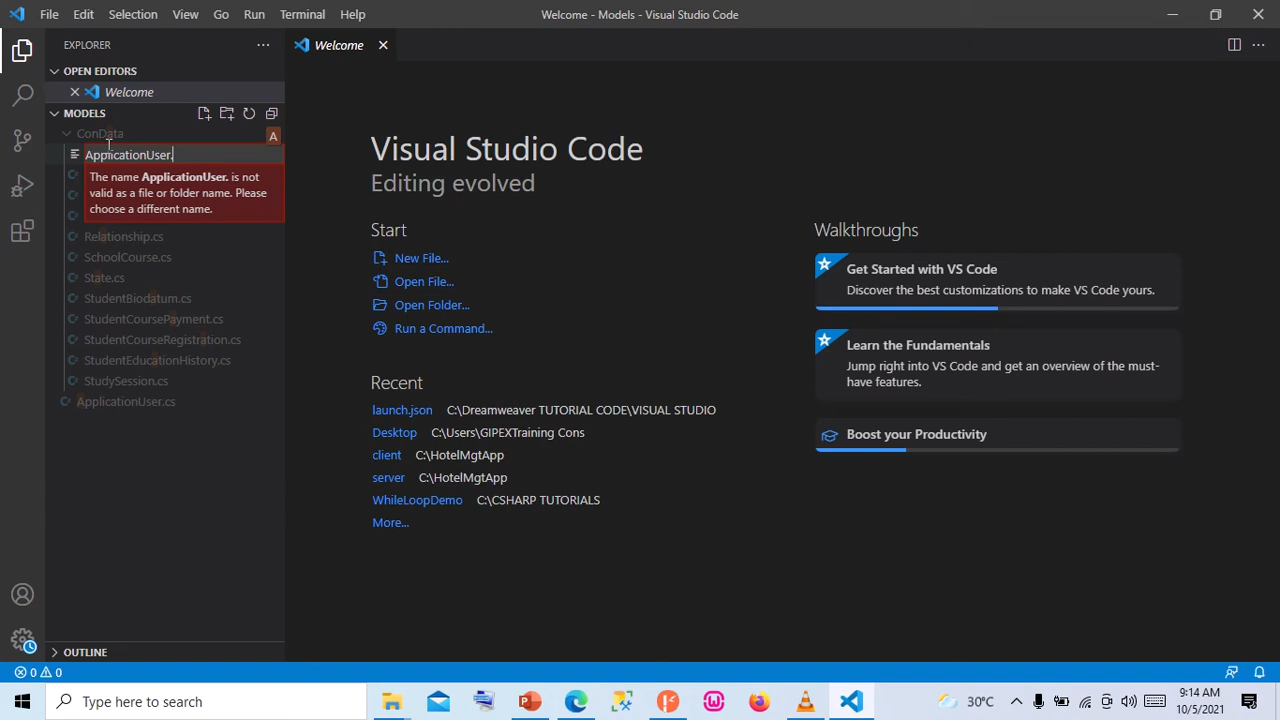 File Edit Selection View Go Run Terminal Help
Welcome - Models - Visual Studio Code
EXPLORER
Welcome
OPEN EDITORS
Welcome
MODELS
ConData
A
ApplicationUser.
The name ApplicationUser. is not
valid as a file or folder name. Please
choose a different name.
Relationship.cs
SchoolCourse.cs
State.cs
StudentBiodatum.cs
StudentCoursePayment.cs
StudentCourseRegistration.cs
StudentEducationHistory.cs
StudySession.cs
ApplicationUser.cs
OUTLINE
Visual Studio Code
Editing evolved
Start
New File...
Open File...
Open Folder...
Run a Command...
Recent
launch.json C:\Dreamweaver TUTORIAL CODE\VISUAL STUDIO
Desktop C:\Users\GIPEXTraining Cons
client C:\HotelMgtApp
server C:\HotelMgtApp
WhileLoopDemo C:\CSHARP TUTORIALS
More...
Walkthroughs
Get Started with VS Code
Discover the best customizations to make VS Code yours.
Learn the Fundamentals
Jump right into VS Code and get an overview of the must-
have features.
Boost your Productivity
0 0
Type here to search
30°C
9:14 AM
10/5/2021